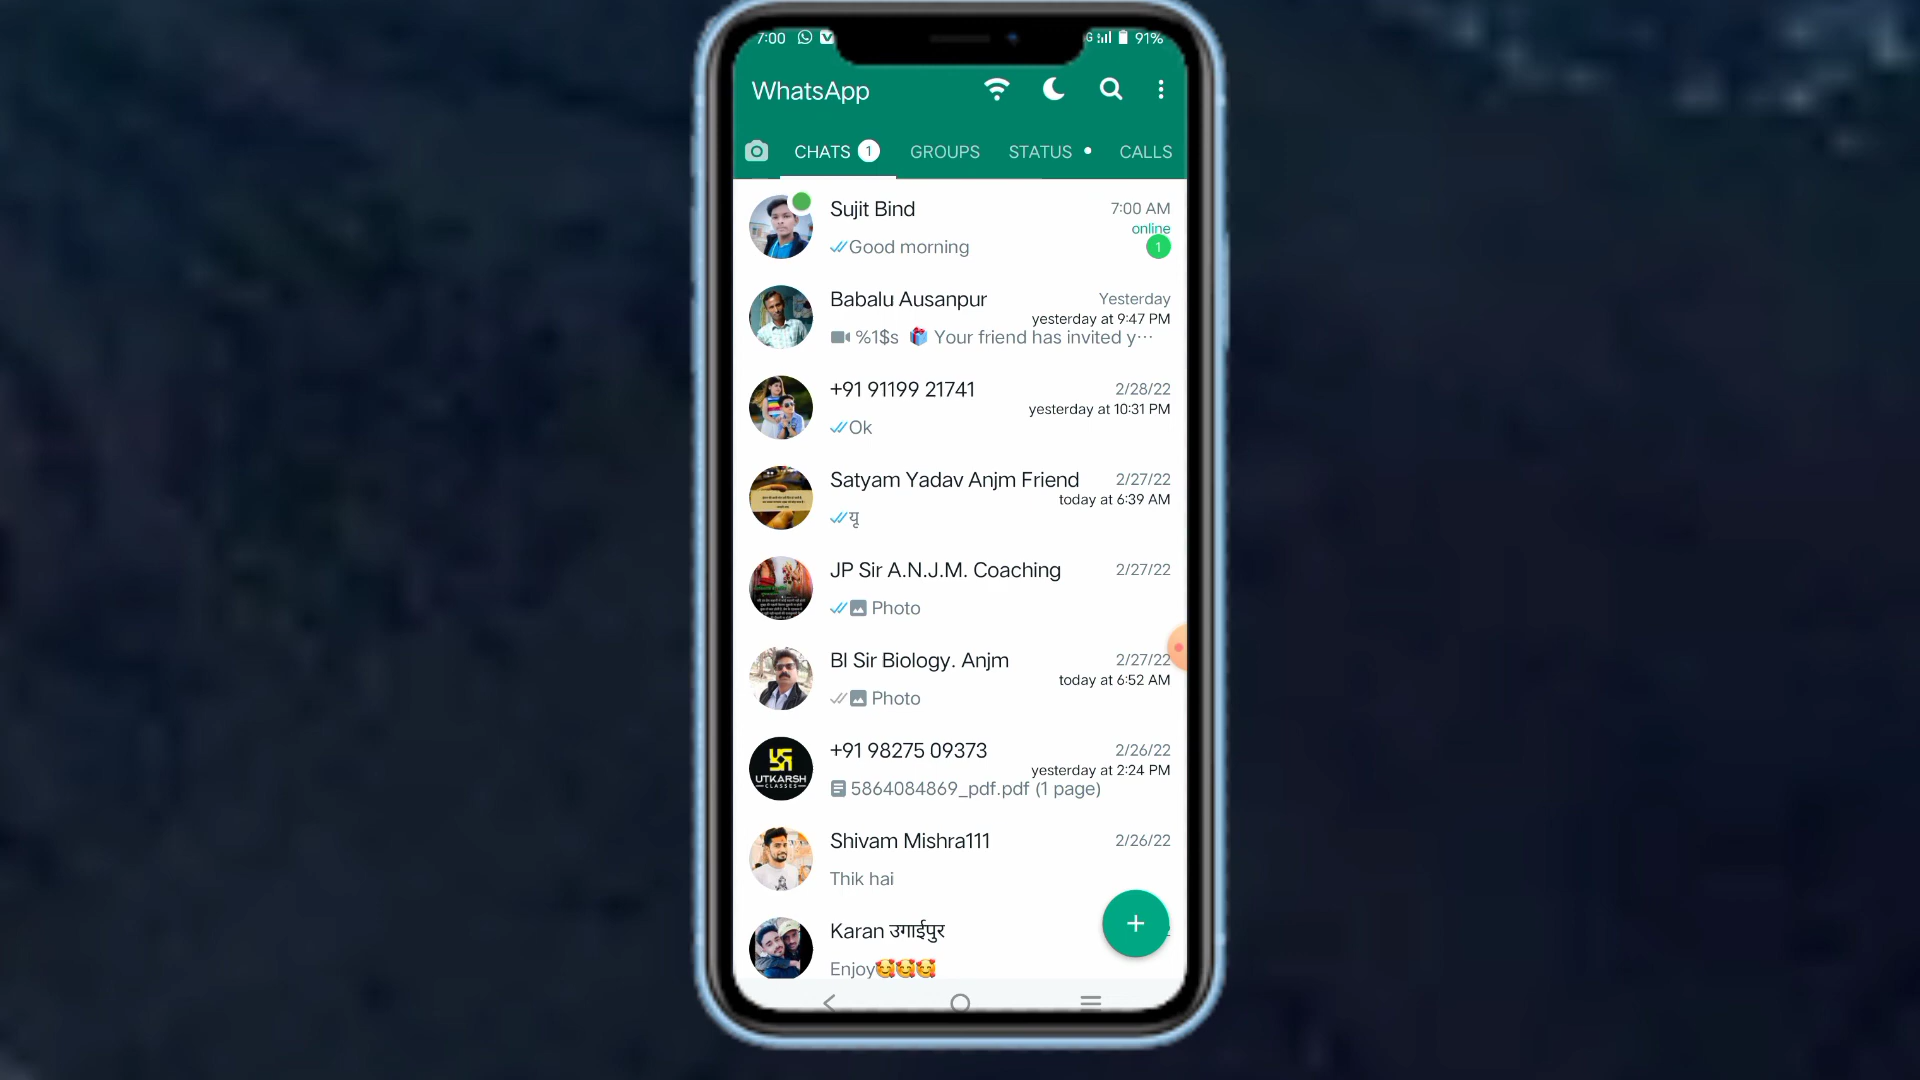 7:00 G 91%
WhatsApp
CHATS 1 GROUPS STATUS CALLS
Sujit Bind 7:00 AM
online
Good morning 1
Babalu Ausanpur Yesterday
yesterday at 9:47 PM
%1$s 🎁 Your friend has invited y...
+91 91199 21741 2/28/22
yesterday at 10:31 PM
Ok
Satyam Yadav Anjm Friend 2/27/22
today at 6:39 AM
यू
JP Sir A.N.J.M. Coaching 2/27/22
Photo
Bl Sir Biology. Anjm 2/27/22
today at 6:52 AM
Photo
UTKARSH
CLASSES
+91 98275 09373 2/26/22
yesterday at 2:24 PM
5864084869_pdf.pdf (1 page)
Shivam Mishra111 2/26/22
Thik hai
Karan उगाईपुर
Enjoy🥰🥰🥰